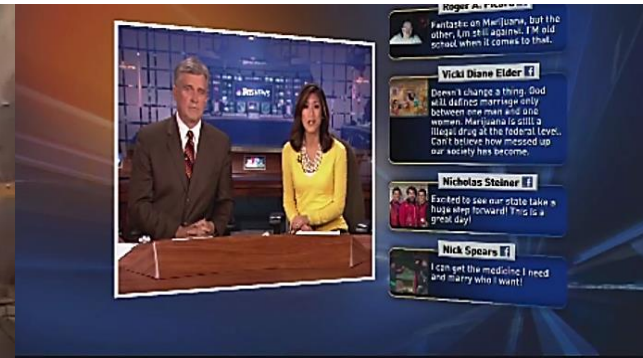 Roger A.
Fantastic on Marijuana, but the
other, I,m still against. I'M old
school when it comes to that.
Vicki Diane Elder
Doesn't change a thing. God
still defines marriage only
between one man and one
women. Marijuana is still a
illegal drug at the federal level.
Can't believe how messed up
our society has become.
Nicholas Steiner
Excited to see our state take a
huge step forward! This is a
great day!
Nick Spears
I can get the medicine I need
and marry who I want!